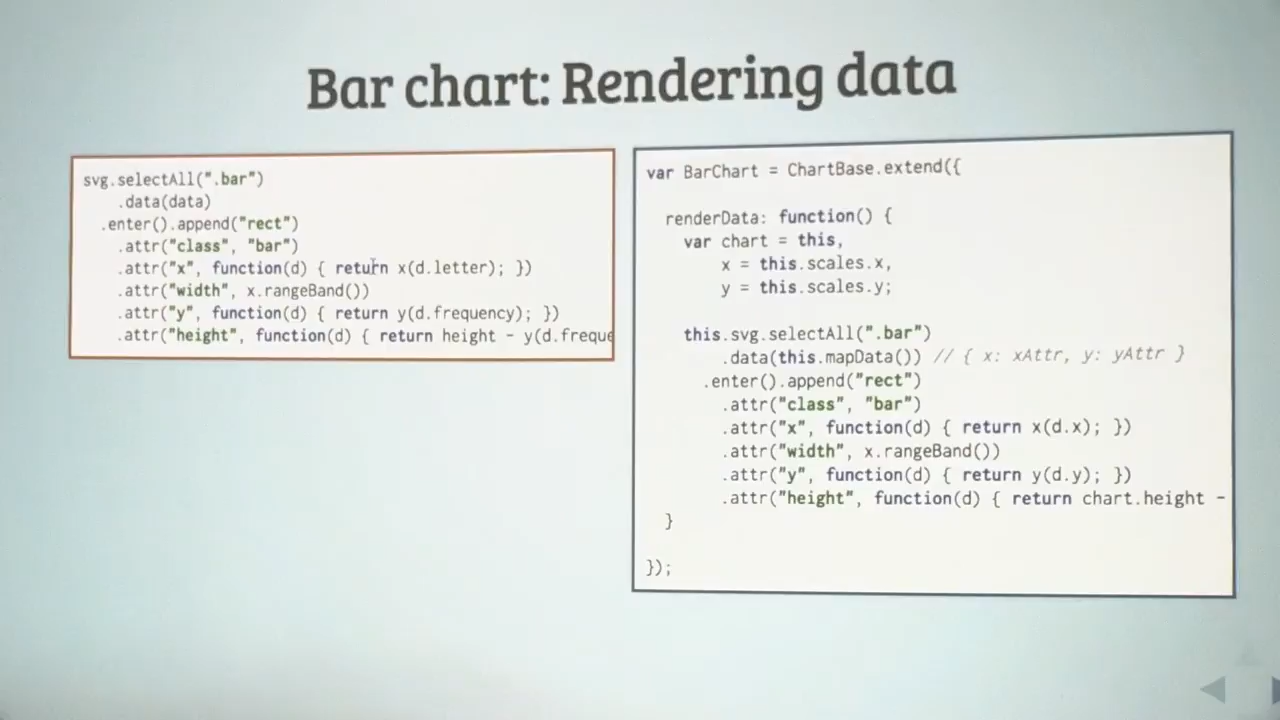 Bar chart: Rendering data
svg.selectAll(".bar")
.data(data)
.enter().append("rect")
.attr("class", "bar")
.attr("x", function(d) { return x(d.letter); })
.attr("width", x.rangeBand())
.attr("y", function(d) { return y(d.frequency); })
.attr("height", function(d) { return height - y(d.freque
var BarChart = ChartBase.extend({
renderData: function() {
var chart = this,
x = this.scales.x,
y = this.scales.y;
this.svg.selectAll(".bar")
.data(this.mapData()) // { x: xAttr, y: yAttr }
.enter().append("rect")
.attr("class", "bar")
.attr("x", function(d) { return x(d.x); })
.attr("width", x.rangeBand())
.attr("y", function(d) { return y(d.y); })
.attr("height", function(d) { return chart.height -
}
});